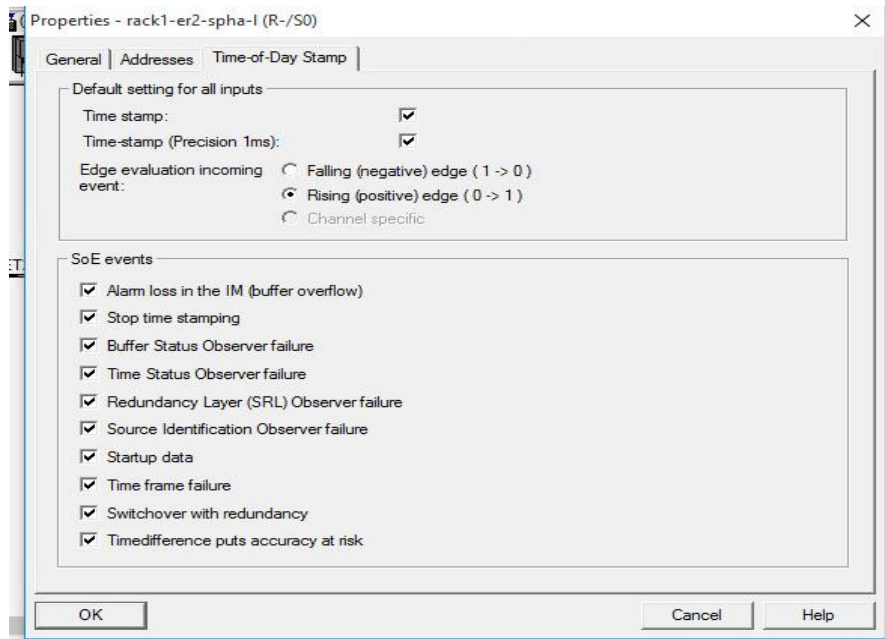 Properties - rack1-er2-spha-l (R-/S0)
General Addresses Time-of-Day Stamp
Default setting for all inputs
Time stamp:
Time-stamp (Precision 1ms):
Edge evaluation incoming event:
Falling (negative) edge ( 1 -> 0 )
Rising (positive) edge ( 0 -> 1 )
Channel specific
SoE events
Alarm loss in the IM (buffer overflow)
Stop time stamping
Buffer Status Observer failure
Time Status Observer failure
Redundancy Layer (SRL) Observer failure
Source Identification Observer failure
Startup data
Time frame failure
Switchover with redundancy
Timedifference puts accuracy at risk
OK Cancel Help